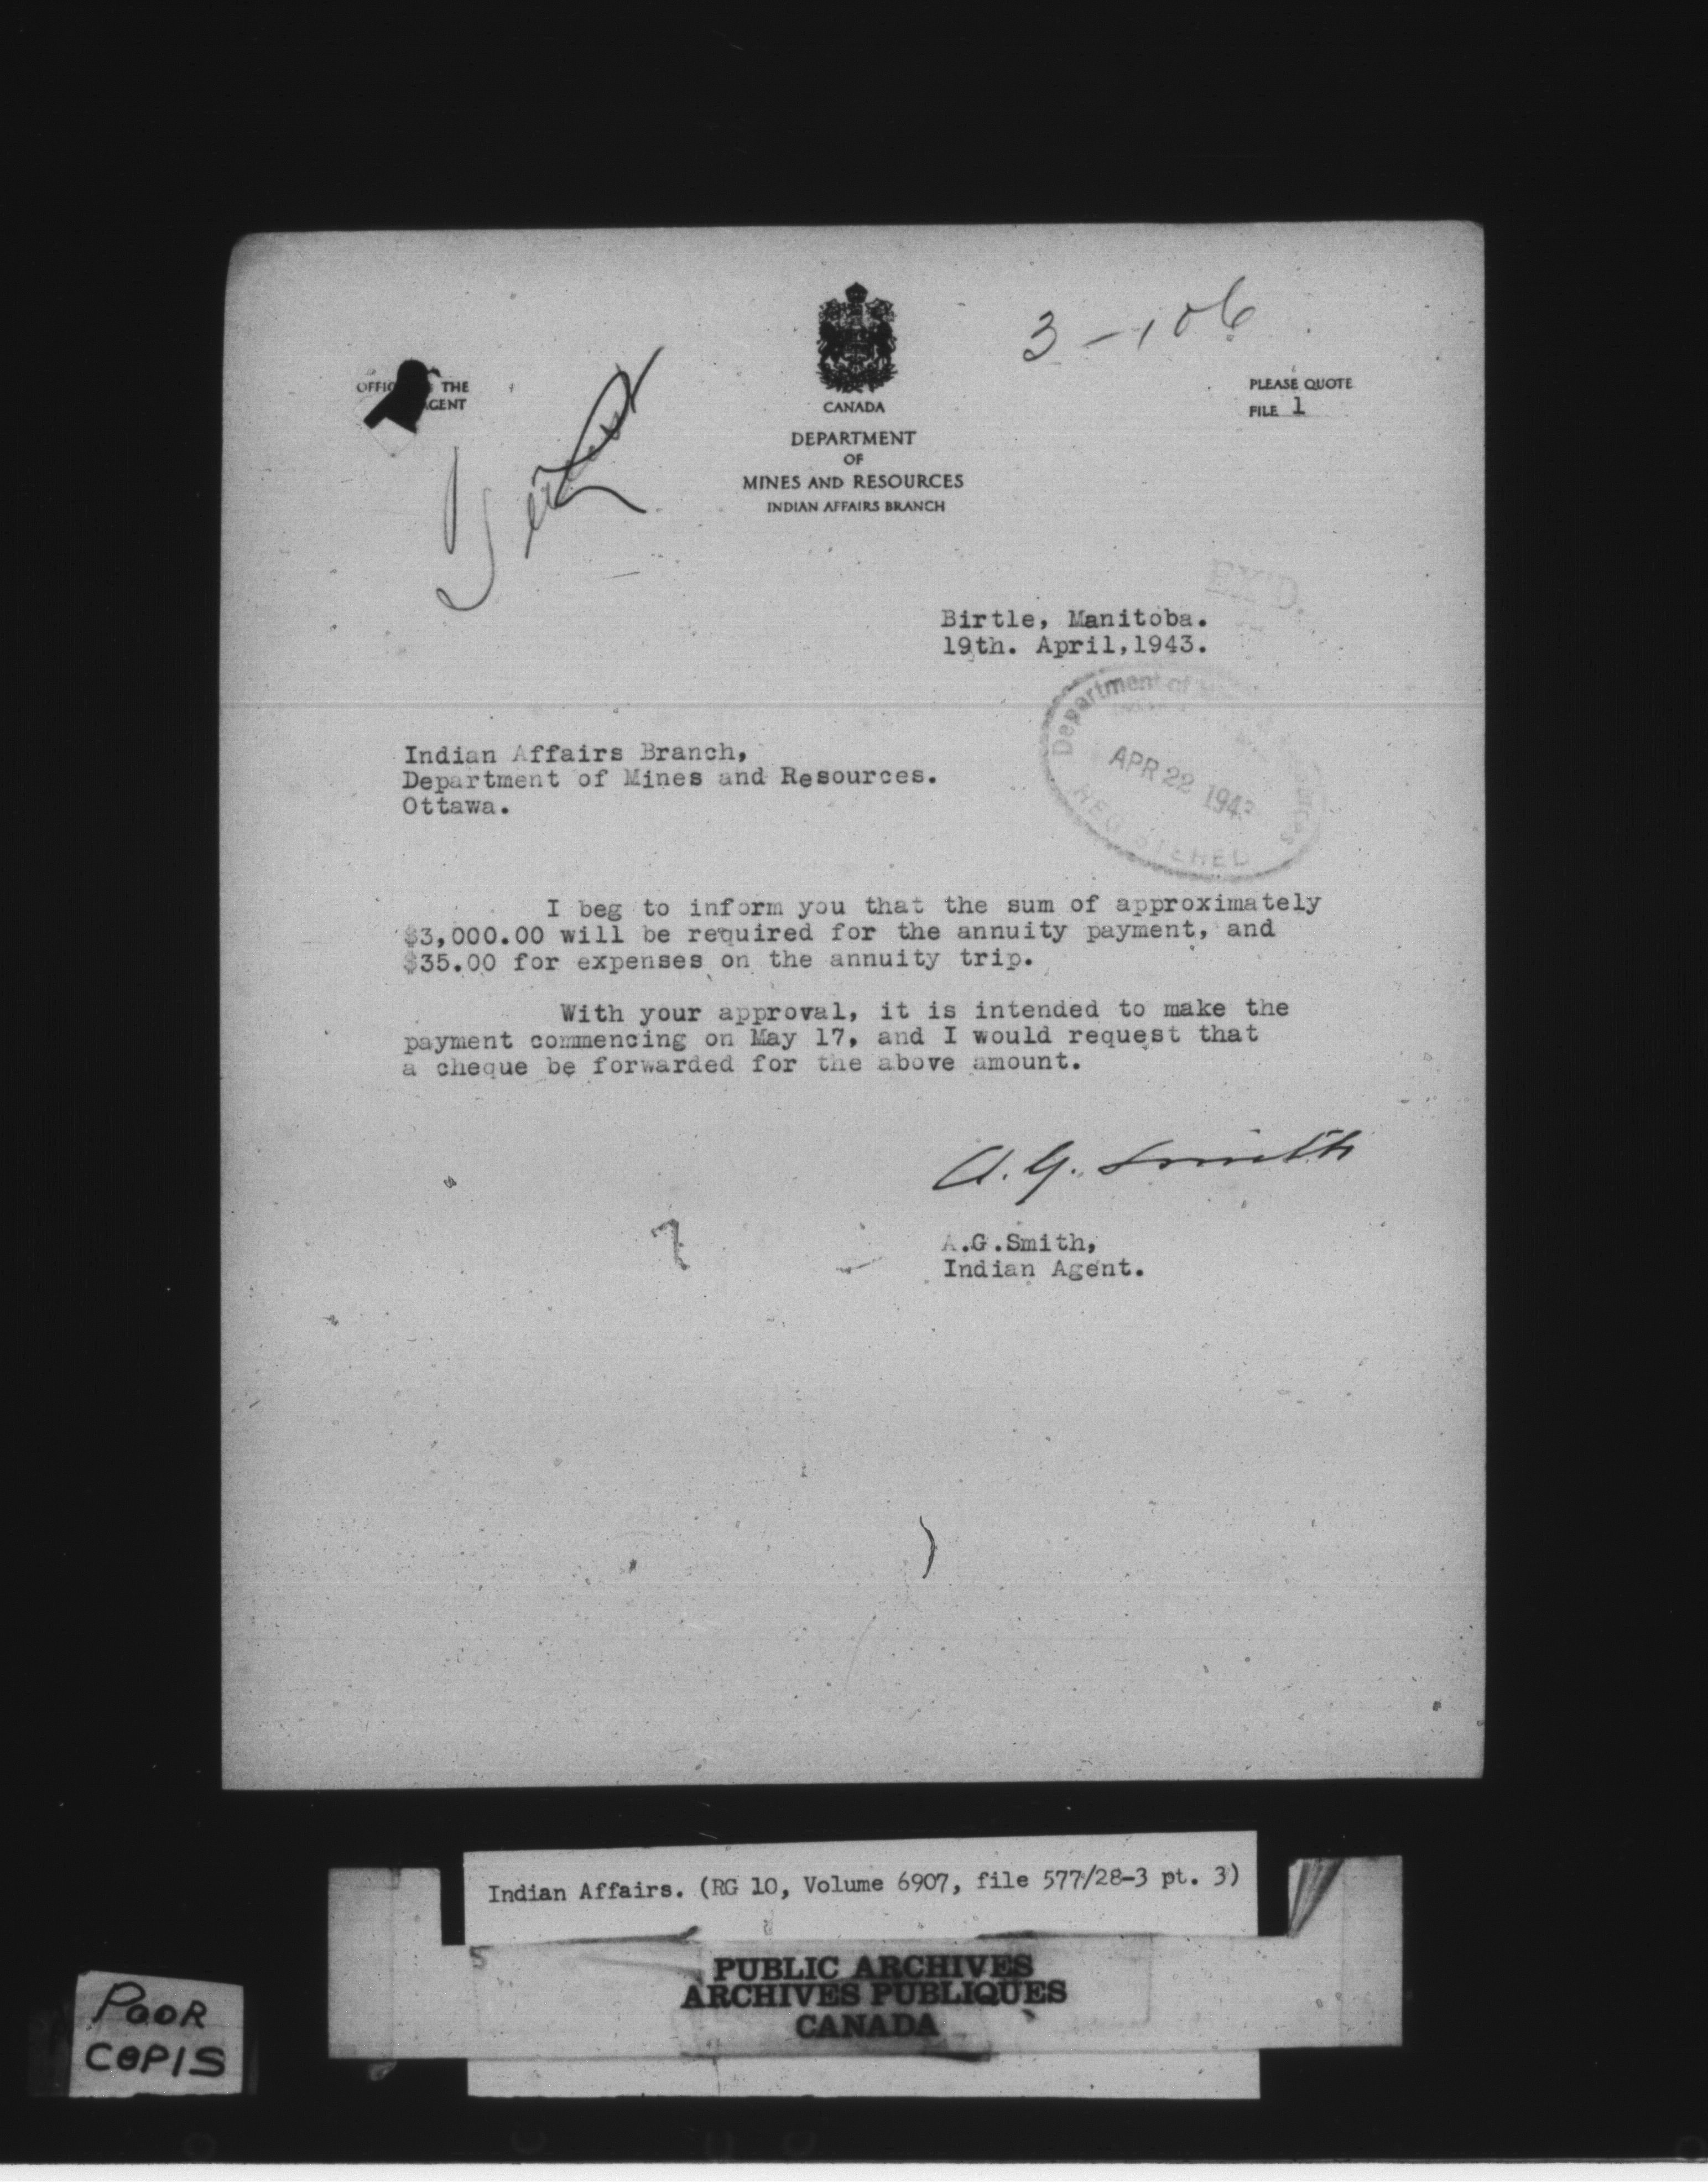 3-106
OFFIC THE
GENT
PLEASE QUOTE
FILE 1
CANADA
DEPARTMENT
OF
MINES AND RESOURCES
INDIAN AFFAIRS BRANCH
EX'D.
Birtle, Manitoba.
19th. April,1943.
Department of
APR 22 1943
REGISTERED
Indian Affairs Branch,
Department of Mines and Resources.
Ottawa.
I beg to inform you that the sum of approximately
$3,000.00 will be required for the annuity payment, and
$35.00 for expenses on the annuity trip.
With your approval, it is intended to make the
payment commencing on May 17, and I would request that
a cheque be forwarded for the above amount.
A. G. Smith
A.G.Smith,
Indian Agent.
Indian Affairs. (RG 10, Volume 6907, file 577/28-3 pt. 3)
PUBLIC ARCHIVES
ARCHIVES PUBLIQUES
CANADA
POOR
COPIS